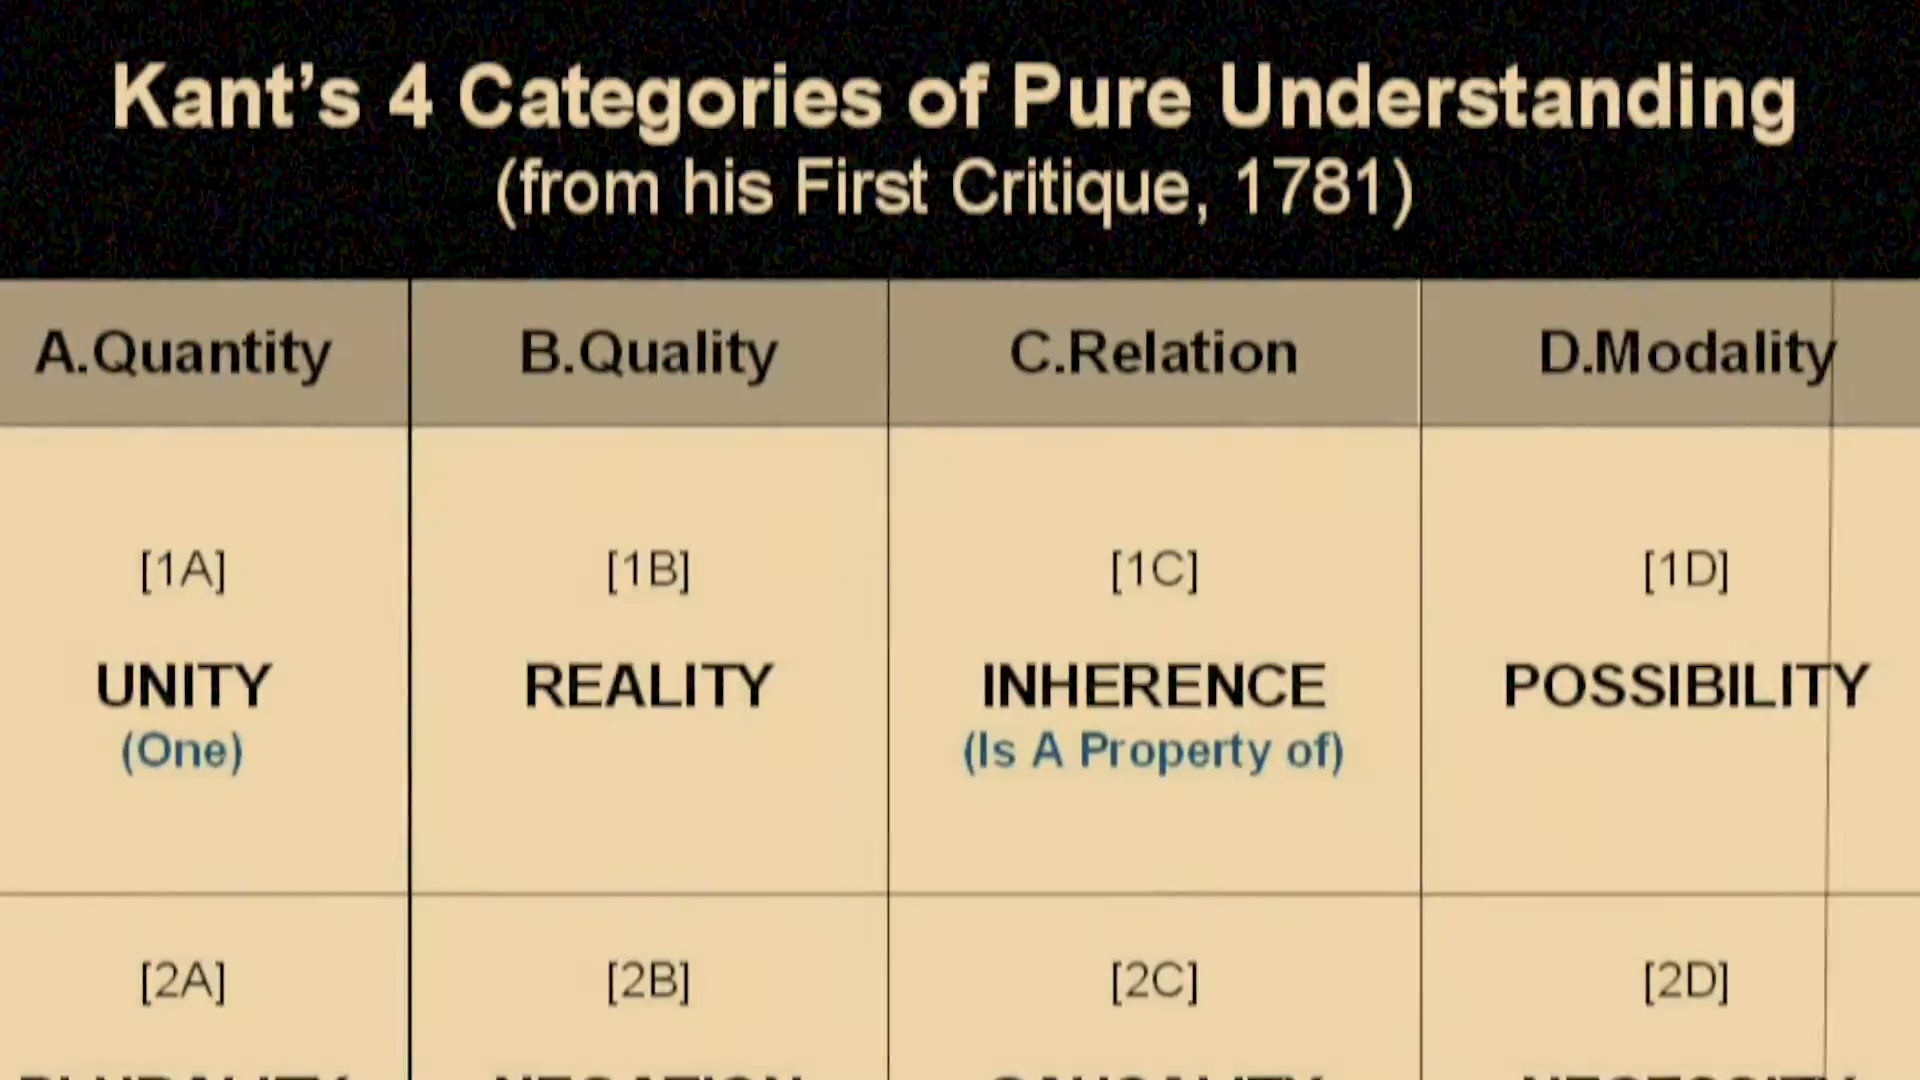 Kant’s 4 Categories of Pure Understanding
(from his First Critique, 1781)
A.Quantity B.Quality C.Relation D.Modality
[1A] [1B] [1C] [1D]
UNITY REALITY INHERENCE POSSIBILITY
(One) (Is A Property of)
[2A] [2B] [2C] [2D]